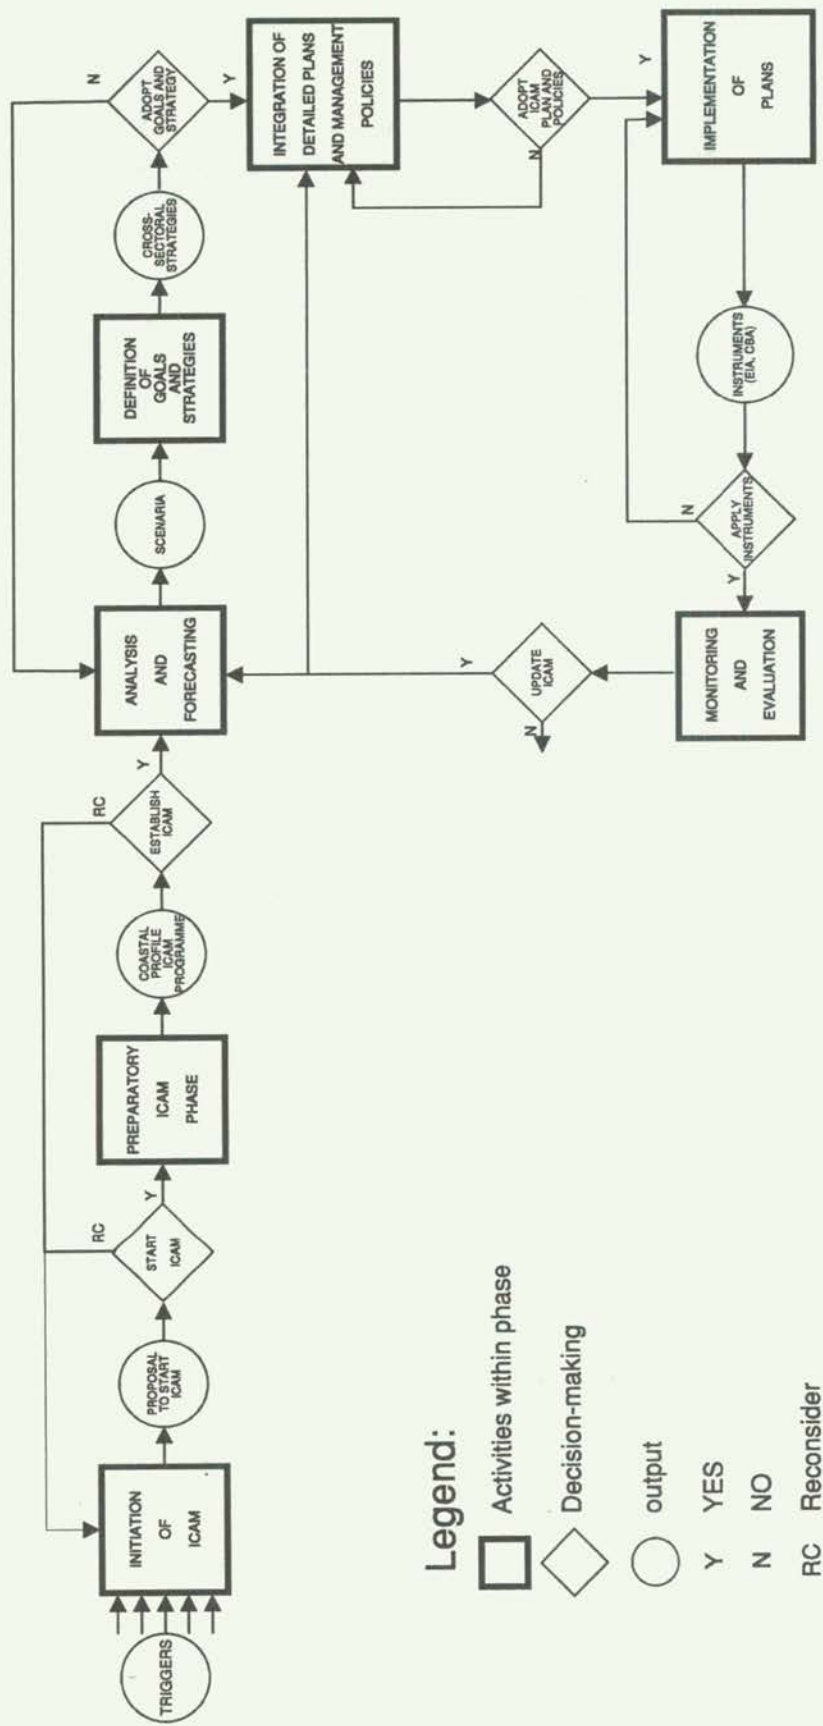 TRIGGERS
INITIATION
OF
ICAM
PROPOSAL
TO START
ICAM
START
ICAM
RC
Y
PREPARATORY
ICAM
PHASE
COASTAL
PROFILE
ICAM
PROGRAMME
ESTABLISH
ICAM
RC
Y
ANALYSIS
AND
FORECASTING
SCENARIA
DEFINITION
OF
GOALS
AND
STRATEGIES
CROSS-
SECTORAL
STRATEGIES
ADOPT
GOALS AND
STRATEGY
N
Y
INTEGRATION OF
DETAILED PLANS
AND MANAGEMENT
POLICIES
ADOPT
ICAM
PLAN AND
POLICIES
N
Y
IMPLEMENTATION
OF
PLANS
INSTRUMENTS
(EIA, CBA)
APPLY
INSTRUMENTS
N
Y
MONITORING
AND
EVALUATION
UPDATE
ICAM
Y
N
Legend:
Activities within phase
Decision-making
output
Y YES
N NO
RC Reconsider